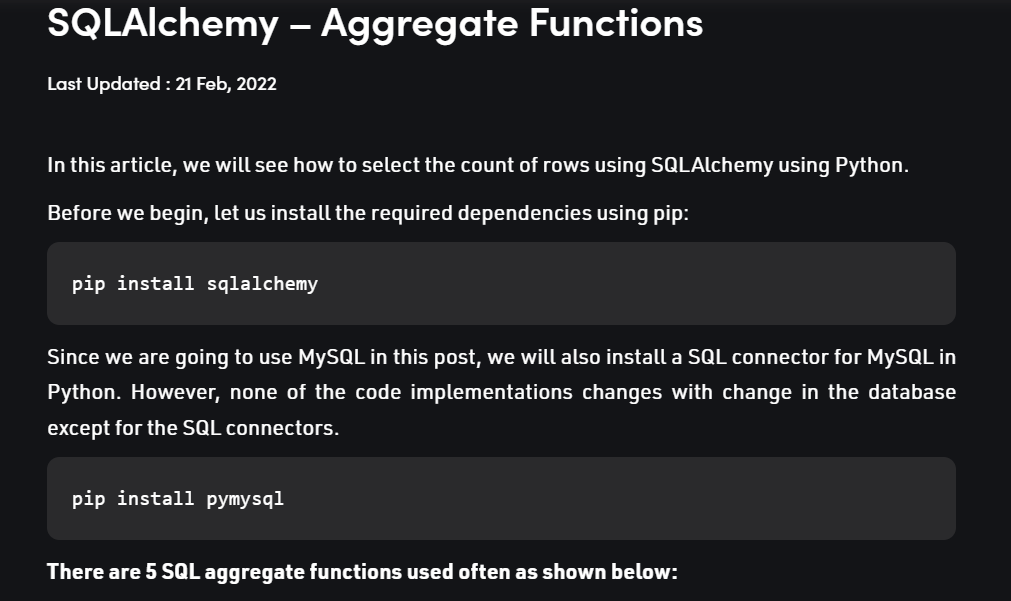 SQLAlchemy – Aggregate Functions
Last Updated : 21 Feb, 2022
In this article, we will see how to select the count of rows using SQLAlchemy using Python.
Before we begin, let us install the required dependencies using pip:
pip install sqlalchemy
Since we are going to use MySQL in this post, we will also install a SQL connector for MySQL in
Python. However, none of the code implementations changes with change in the database
except for the SQL connectors.
pip install pymysql
There are 5 SQL aggregate functions used often as shown below: